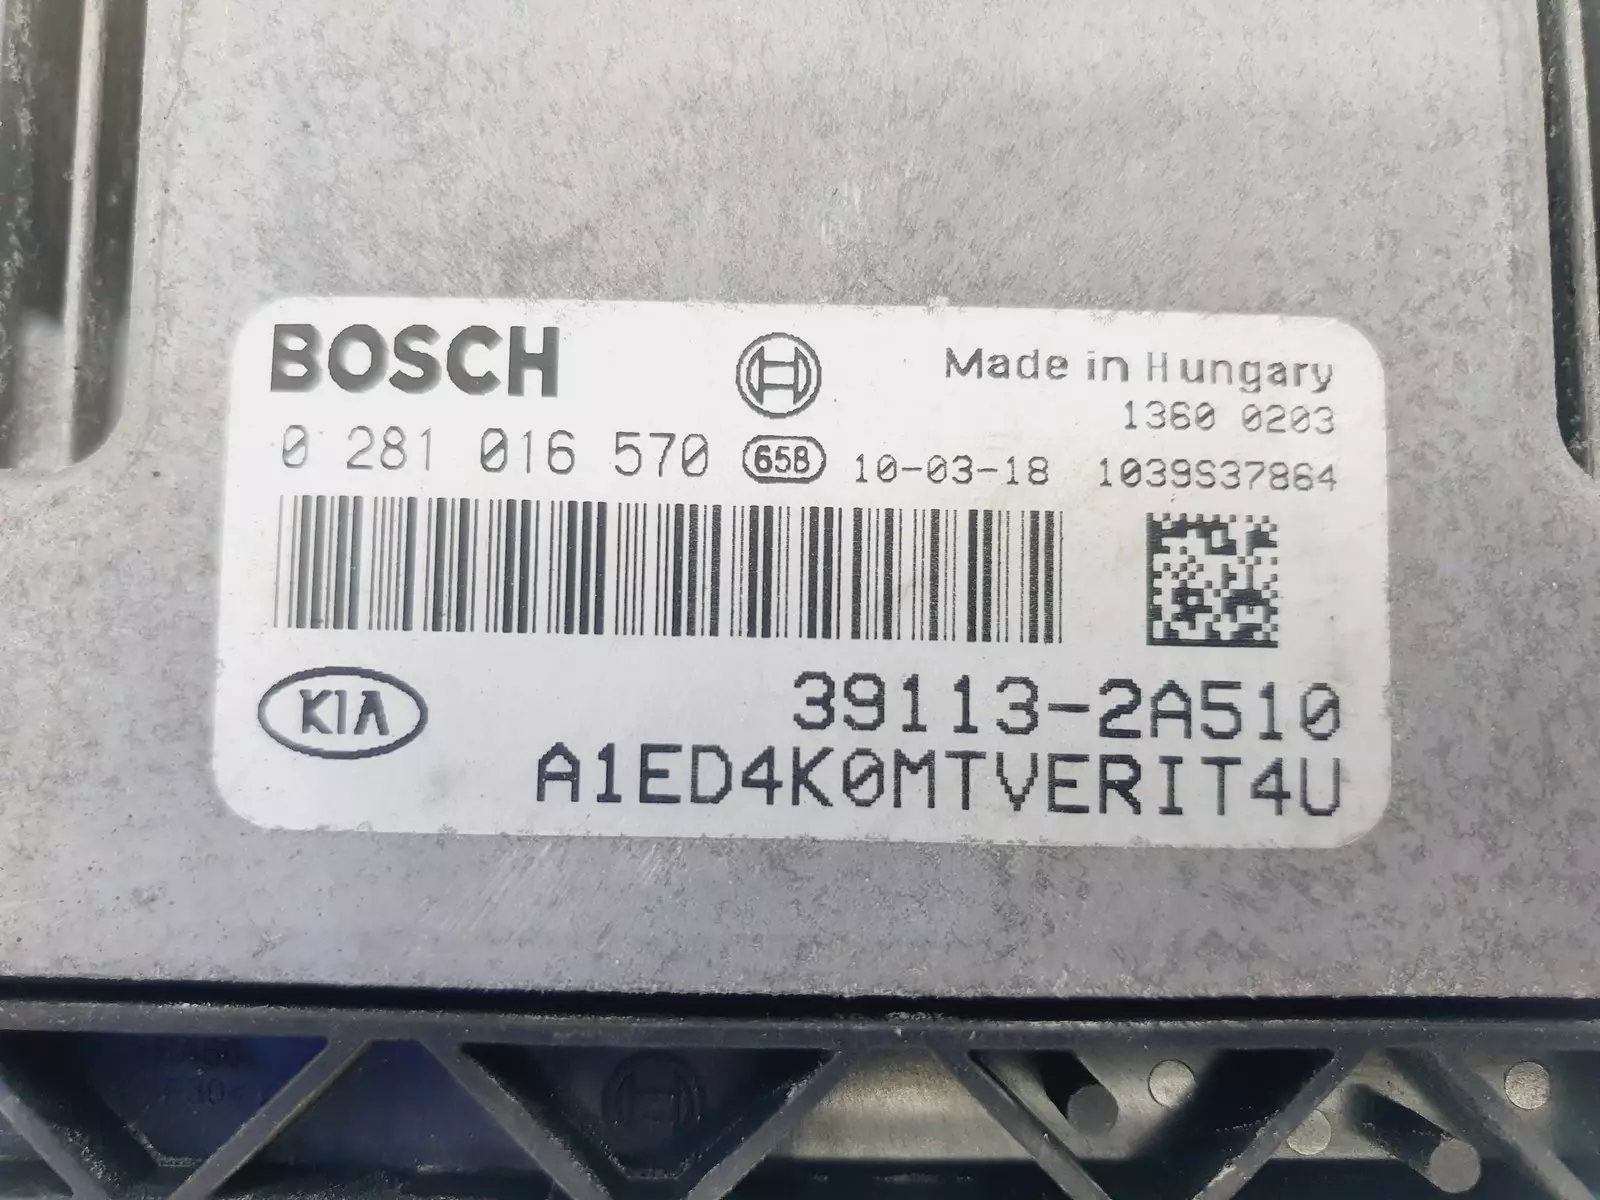 BOSCH
Made in Hungary
1360 0203
0 281 016 570 658 10-03-18 1039S37864
KIA
39113-2A510
A1ED4K0MTVERIT4U